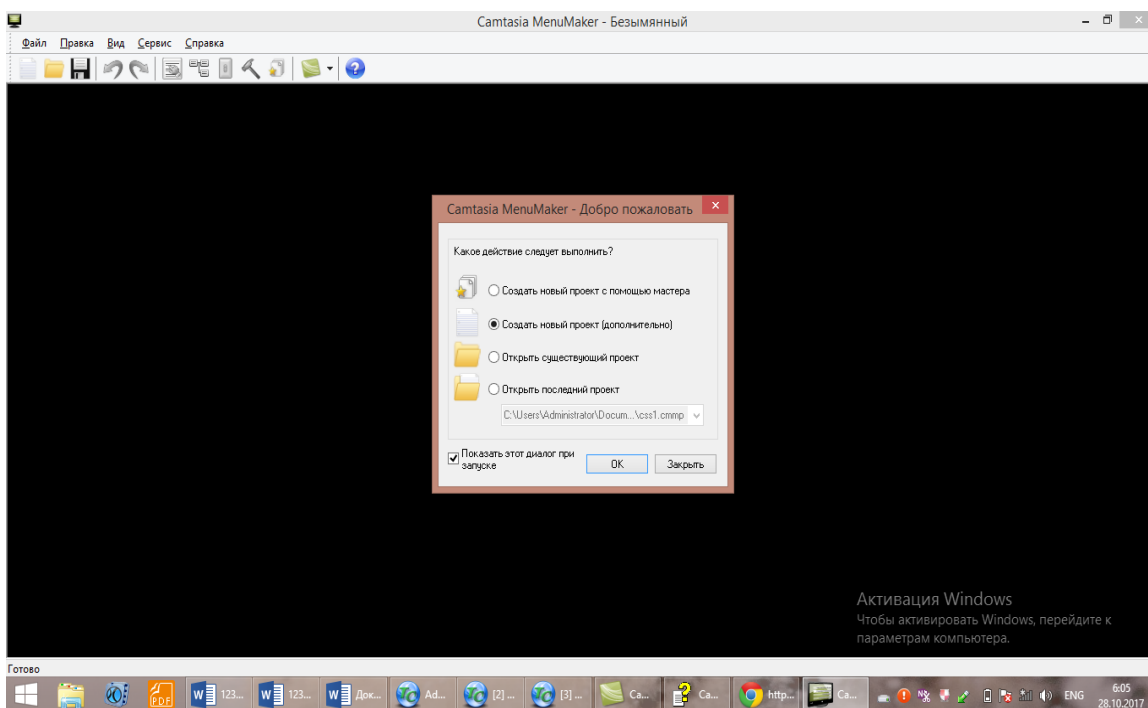 Camtasia MenuMaker - Безымянный
Файл Правка Вид Сервис Справка
Camtasia MenuMaker - Добро пожаловать
Какое действие следует выполнить?
Создать новый проект с помощью мастера
Создать новый проект (дополнительно)
Открыть существующий проект
Открыть последний проект
C:\Users\Administrator\Docum...\css1.cmmp
Показать этот диалог при
запуске
ОК Закрыть
Активация Windows
Чтобы активировать Windows, перейдите к
параметрам компьютера.
Готово
PDF 123... 123... Док... Ad... [2] ... [3] ... Ca... Ca... http... Ca... ENG 6:05
28.10.2017